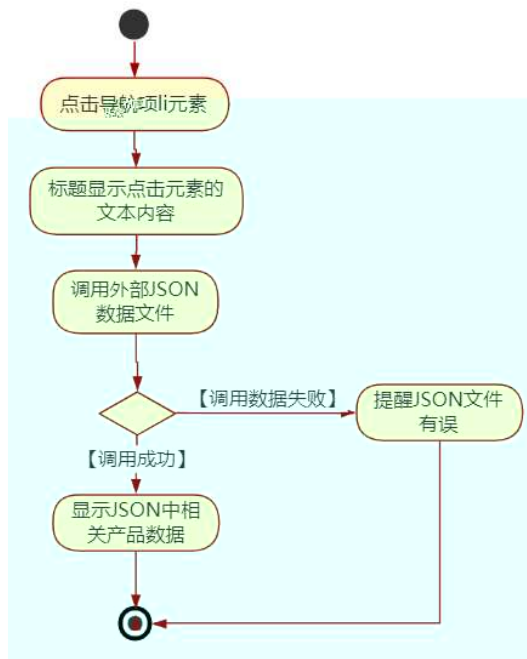 点击导航项li元素
标题显示点击元素的
文本内容
调用外部JSON
数据文件
【调用数据失败】
提醒JSON文件
有误
【调用成功】
显示JSON中相
关产品数据